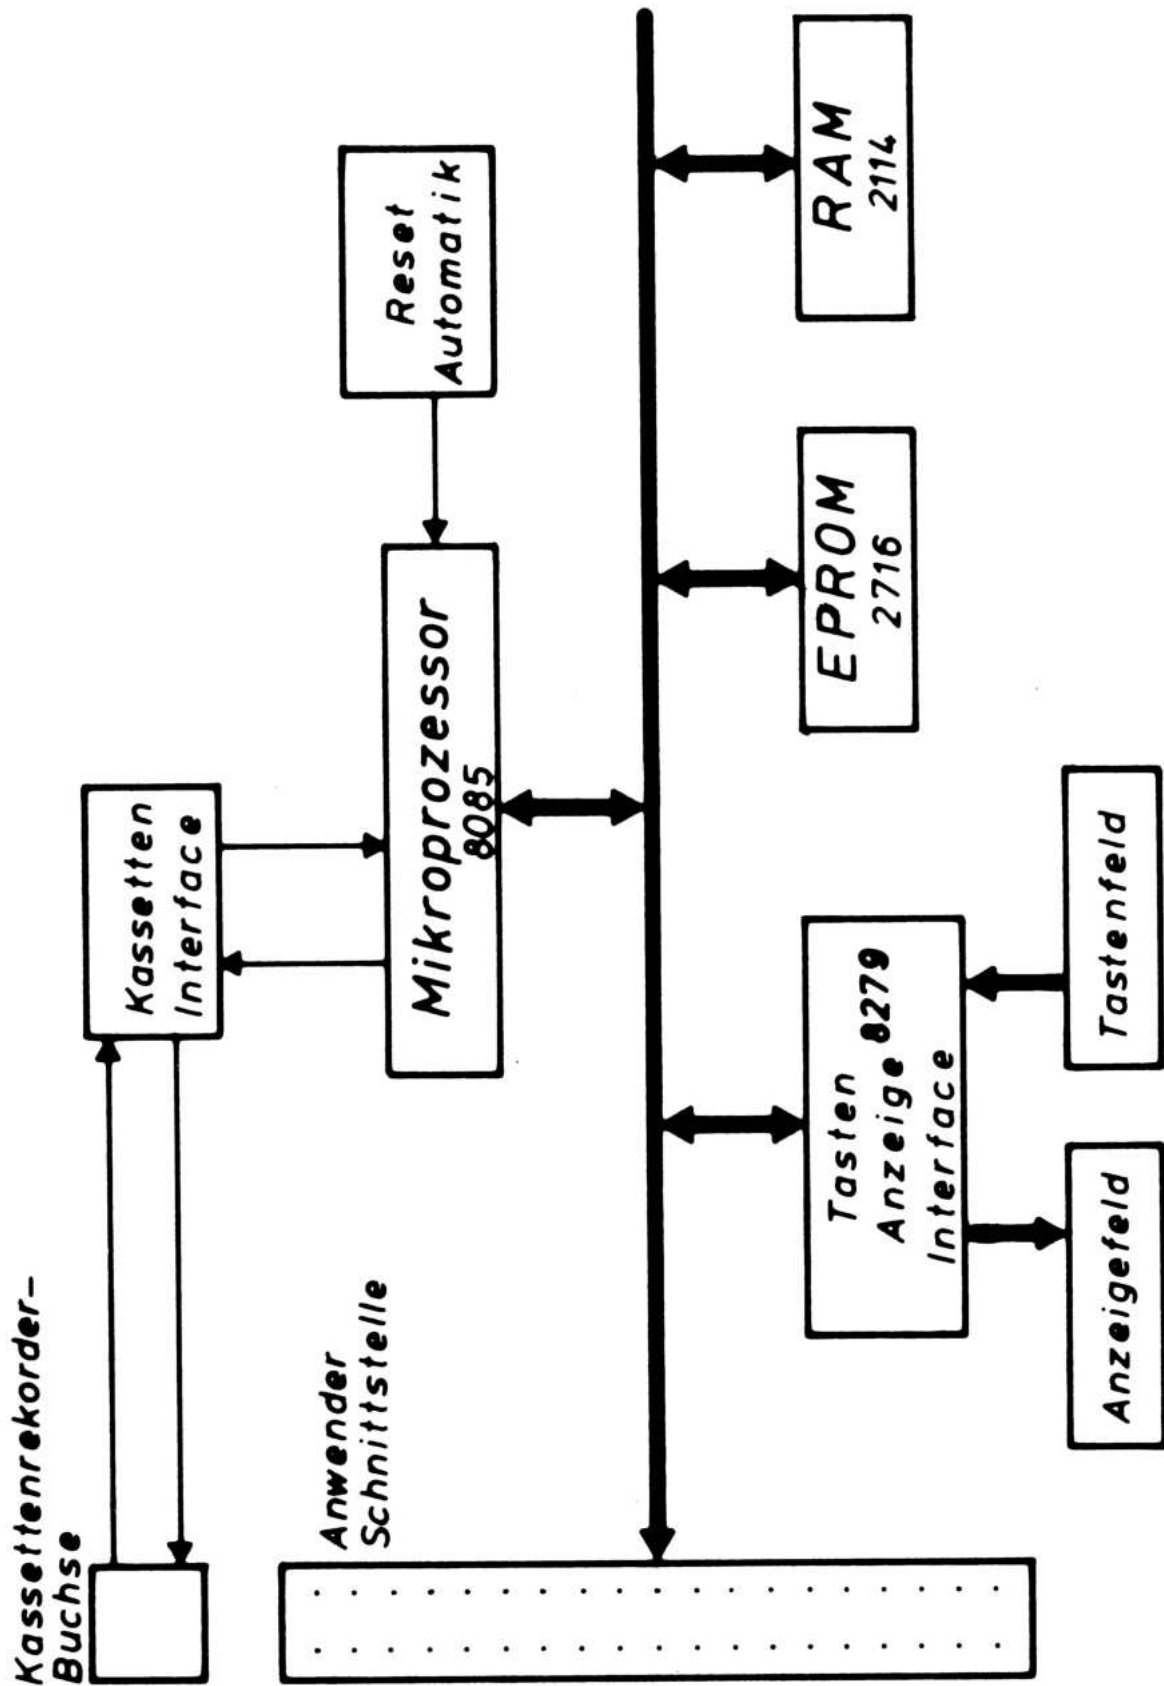 Kassettenrekorder-
Buchse
Kassetten
Interface
Anwender
Schnittstelle
Mikroprozessor
8085
Reset
Automatik
Tasten
Anzeige 8279
Interface
EPROM
2716
RAM
2114
Anzeigefeld
Tastenfeld